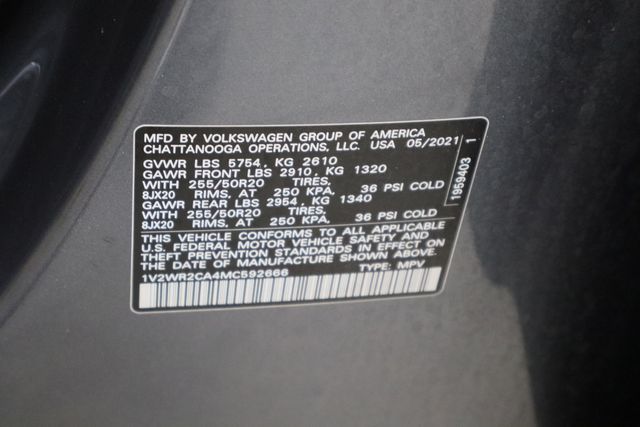 MFD BY VOLKSWAGEN GROUP OF AMERICA
CHATTANOOGA OPERATIONS, LLC. USA 05/2021
GVWR LBS 5754, KG 2610
GAWR FRONT LBS 2910, KG 1320
WITH 255/50R20 TIRES,
8JX20 RIMS, AT 250 KPA, 36 PSI COLD
GAWR REAR LBS 2954, KG 1340
WITH 255/50R20 TIRES,
8JX20 RIMS, AT 250 KPA, 36 PSI COLD
THIS VEHICLE CONFORMS TO ALL APPLICABLE
U.S. FEDERAL MOTOR VEHICLE SAFETY AND
THEFT PREVENTION STANDARDS IN EFFECT ON
THE DATE OF MANUFACTURE SHOWN ABOVE.
1V2WR2CA4MC592666 TYPE: MPV
1959403 1